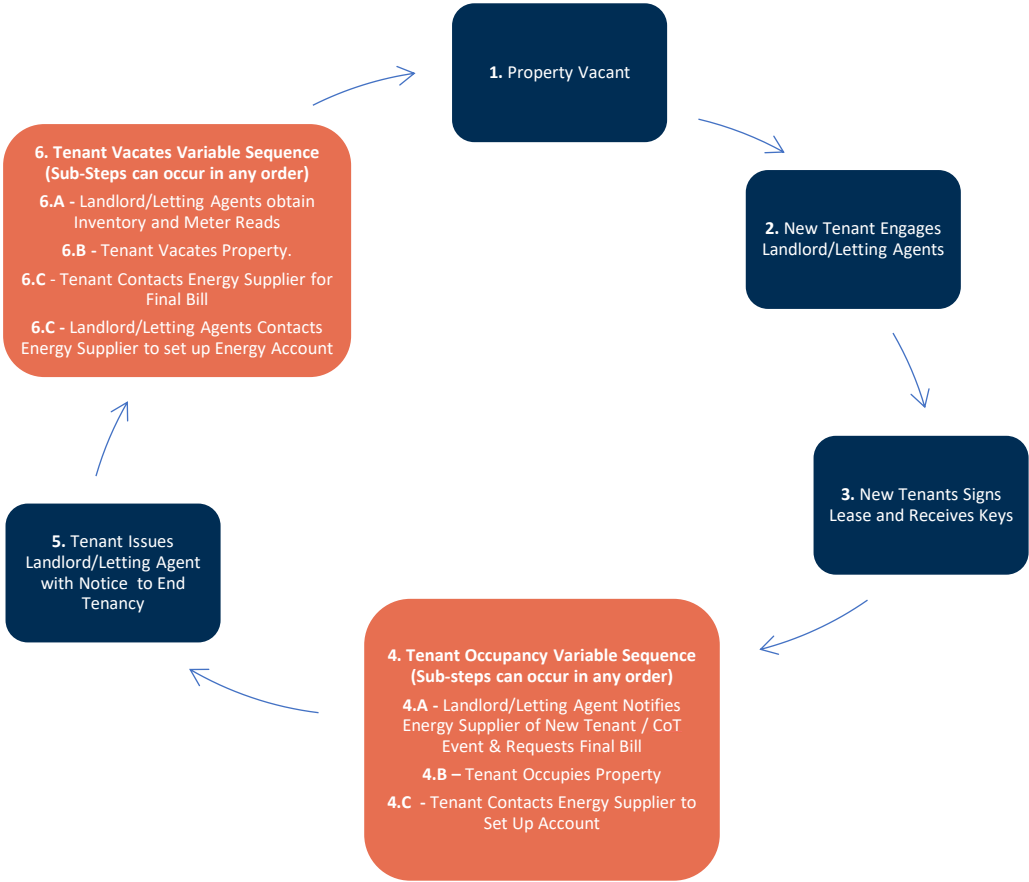 1. Property Vacant
2. New Tenant Engages
Landlord/Letting Agents
3. New Tenants Signs
Lease and Receives Keys
4. Tenant Occupancy Variable Sequence
(Sub-steps can occur in any order)
4.A - Landlord/Letting Agent Notifies
Energy Supplier of New Tenant / CoT
Event & Requests Final Bill
4.B – Tenant Occupies Property
4.C - Tenant Contacts Energy Supplier to
Set Up Account
5. Tenant Issues
Landlord/Letting Agent
with Notice to End
Tenancy
6. Tenant Vacates Variable Sequence
(Sub-Steps can occur in any order)
6.A - Landlord/Letting Agents obtain
Inventory and Meter Reads
6.B - Tenant Vacates Property.
6.C - Tenant Contacts Energy Supplier for
Final Bill
6.C - Landlord/Letting Agents Contacts
Energy Supplier to set up Energy Account